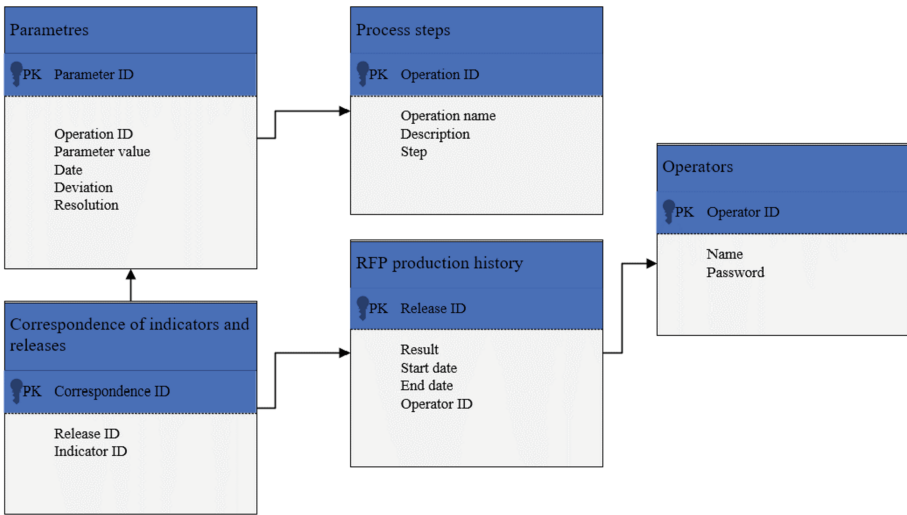 Parametres
PK Parameter ID
Operation ID
Parameter value
Date
Deviation
Resolution
Process steps
PK Operation ID
Operation name
Description
Step
Operators
PK Operator ID
Name
Password
Correspondence of indicators and
releases
PK Correspondence ID
Release ID
Indicator ID
RFP production history
PK Release ID
Result
Start date
End date
Operator ID